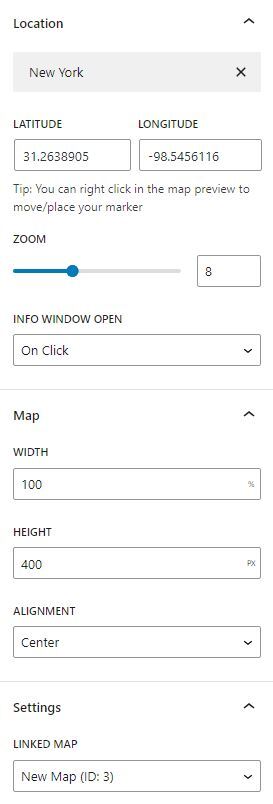 Location
New York
LATITUDE LONGITUDE
31.2638905 -98.5456116
Tip: You can right click in the map preview to
move/place your marker
ZOOM
8
INFO WINDOW OPEN
On Click
Map
WIDTH
100 %
HEIGHT
400 PX
ALIGNMENT
Center
Settings
LINKED MAP
New Map (ID: 3)